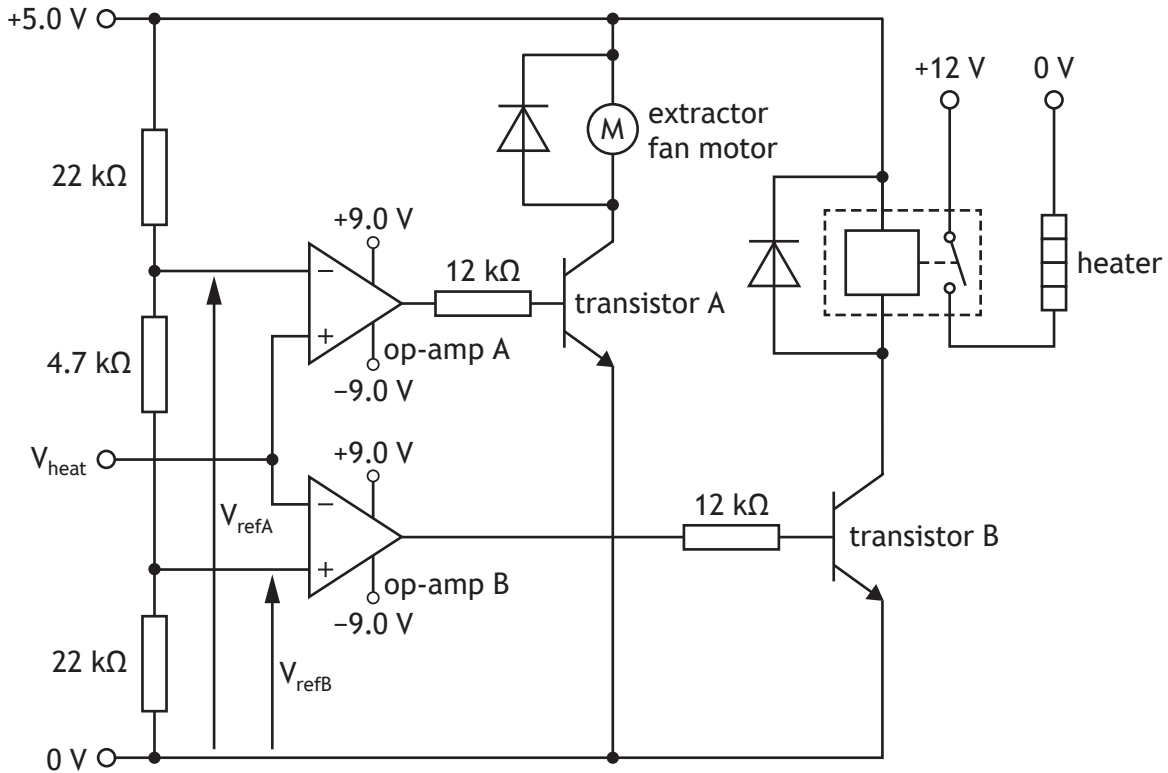 +5.0 V
+12 V
0 V
22 kΩ
M
extractor
fan motor
+9.0 V
−
12 kΩ
heater
transistor A
+
op-amp A
4.7 kΩ
−9.0 V
V_heat
+9.0 V
−
V_refA
12 kΩ
transistor B
+
op-amp B
−9.0 V
22 kΩ
V_refB
0 V